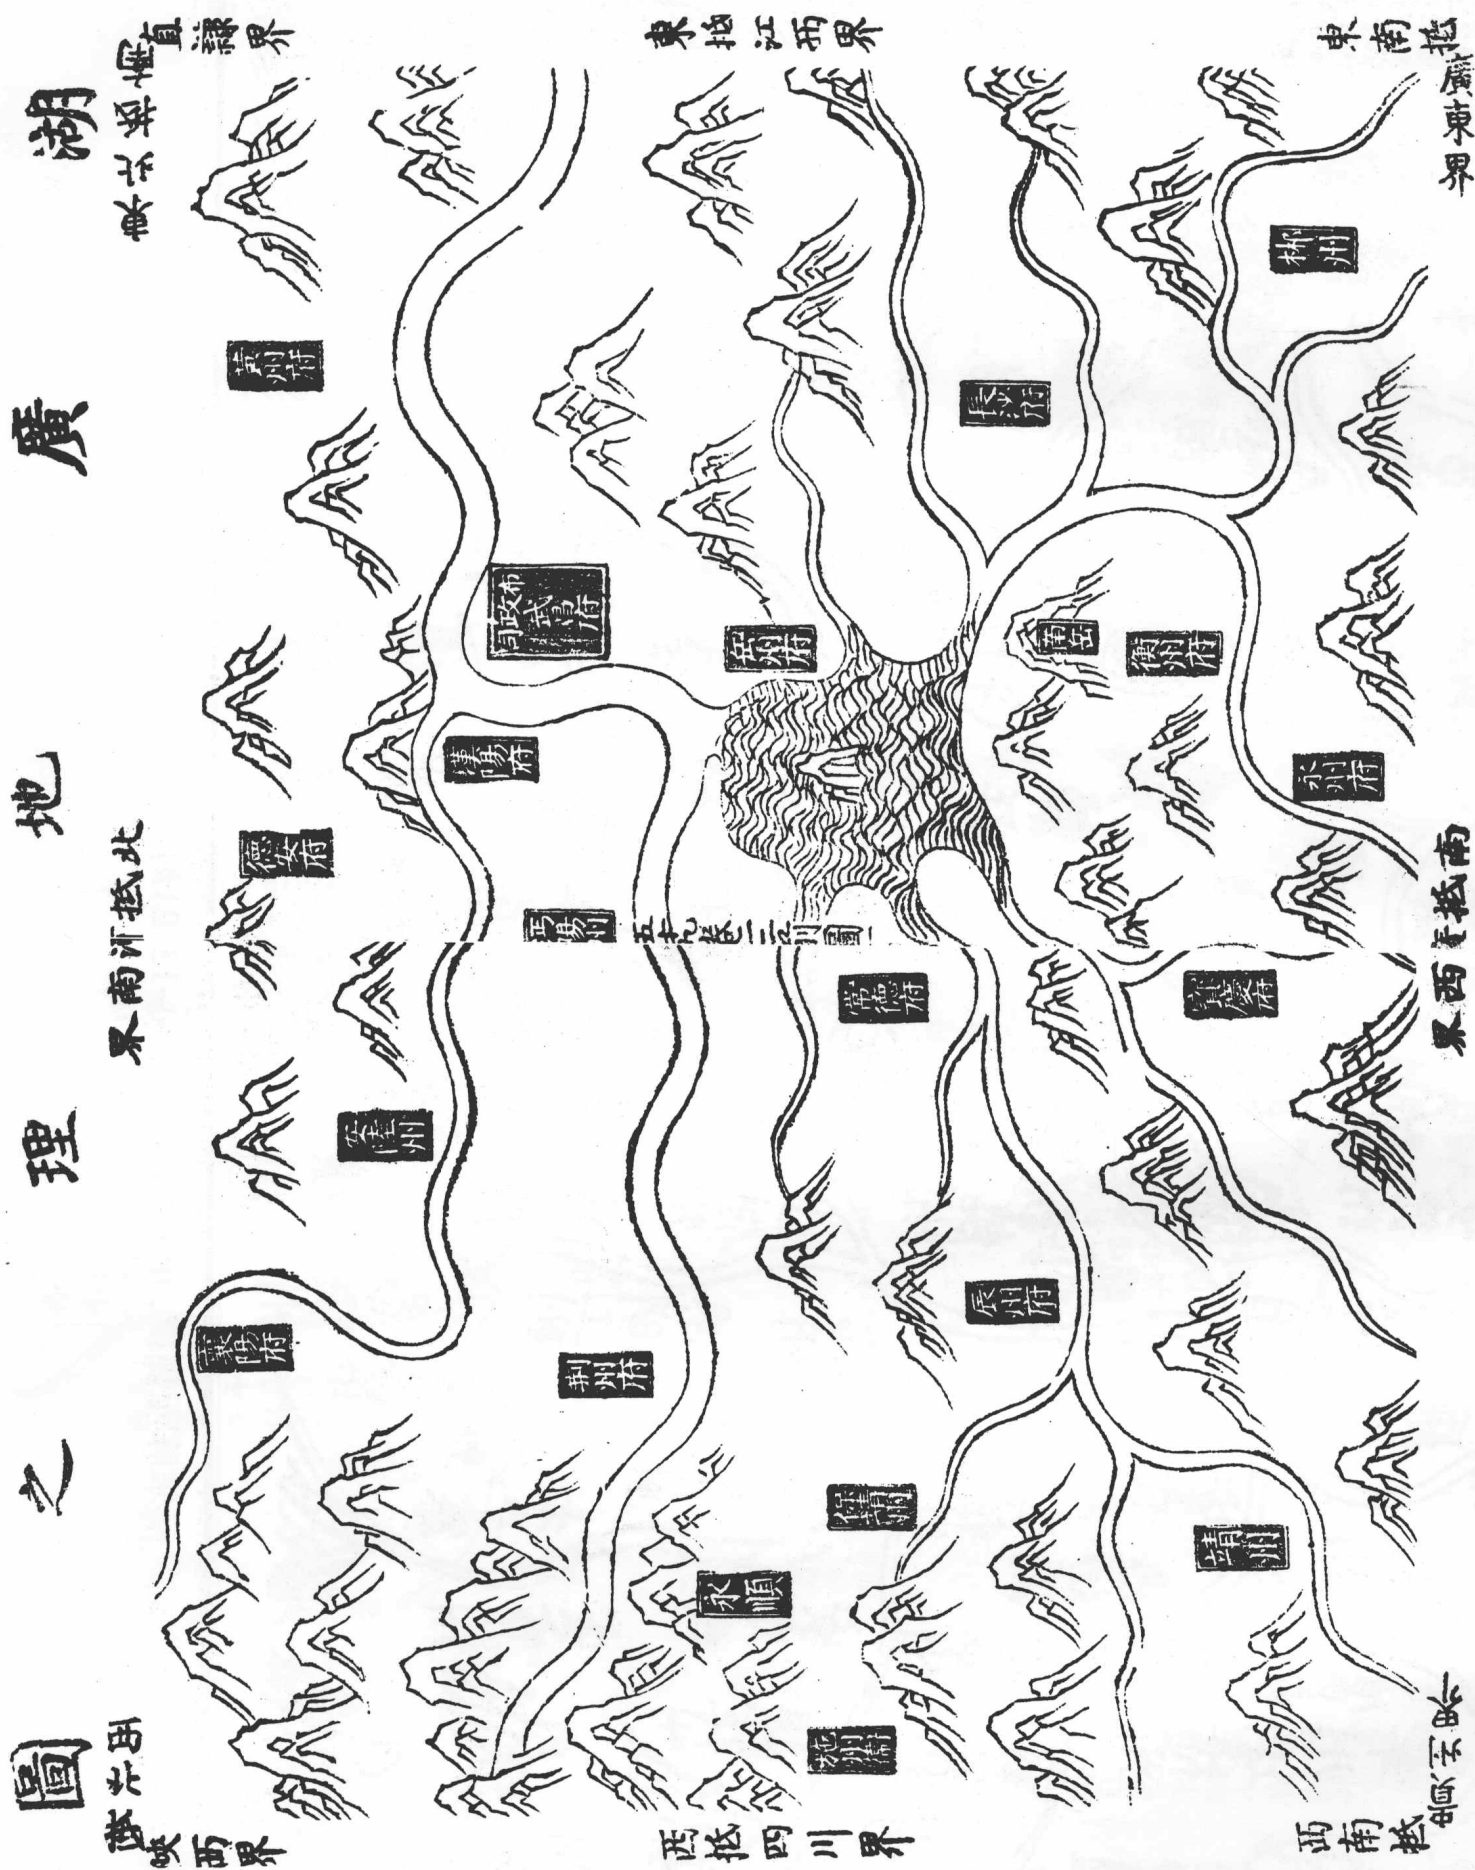 湖廣地理之圖
東南抵
廣東界
東抵江西界
直隸界
南抵廣
西界
北抵河南界
西南抵
西抵四川界
西北
陝西界
郴州
黃州府
長沙府
布政司
武昌府
岳州府
南岳
衡州府
漢陽府
永州府
德安府
常德府
寶慶府
安陸州
辰州府
襄陽府
荊州府
保靖
靖州
永順
施州衛